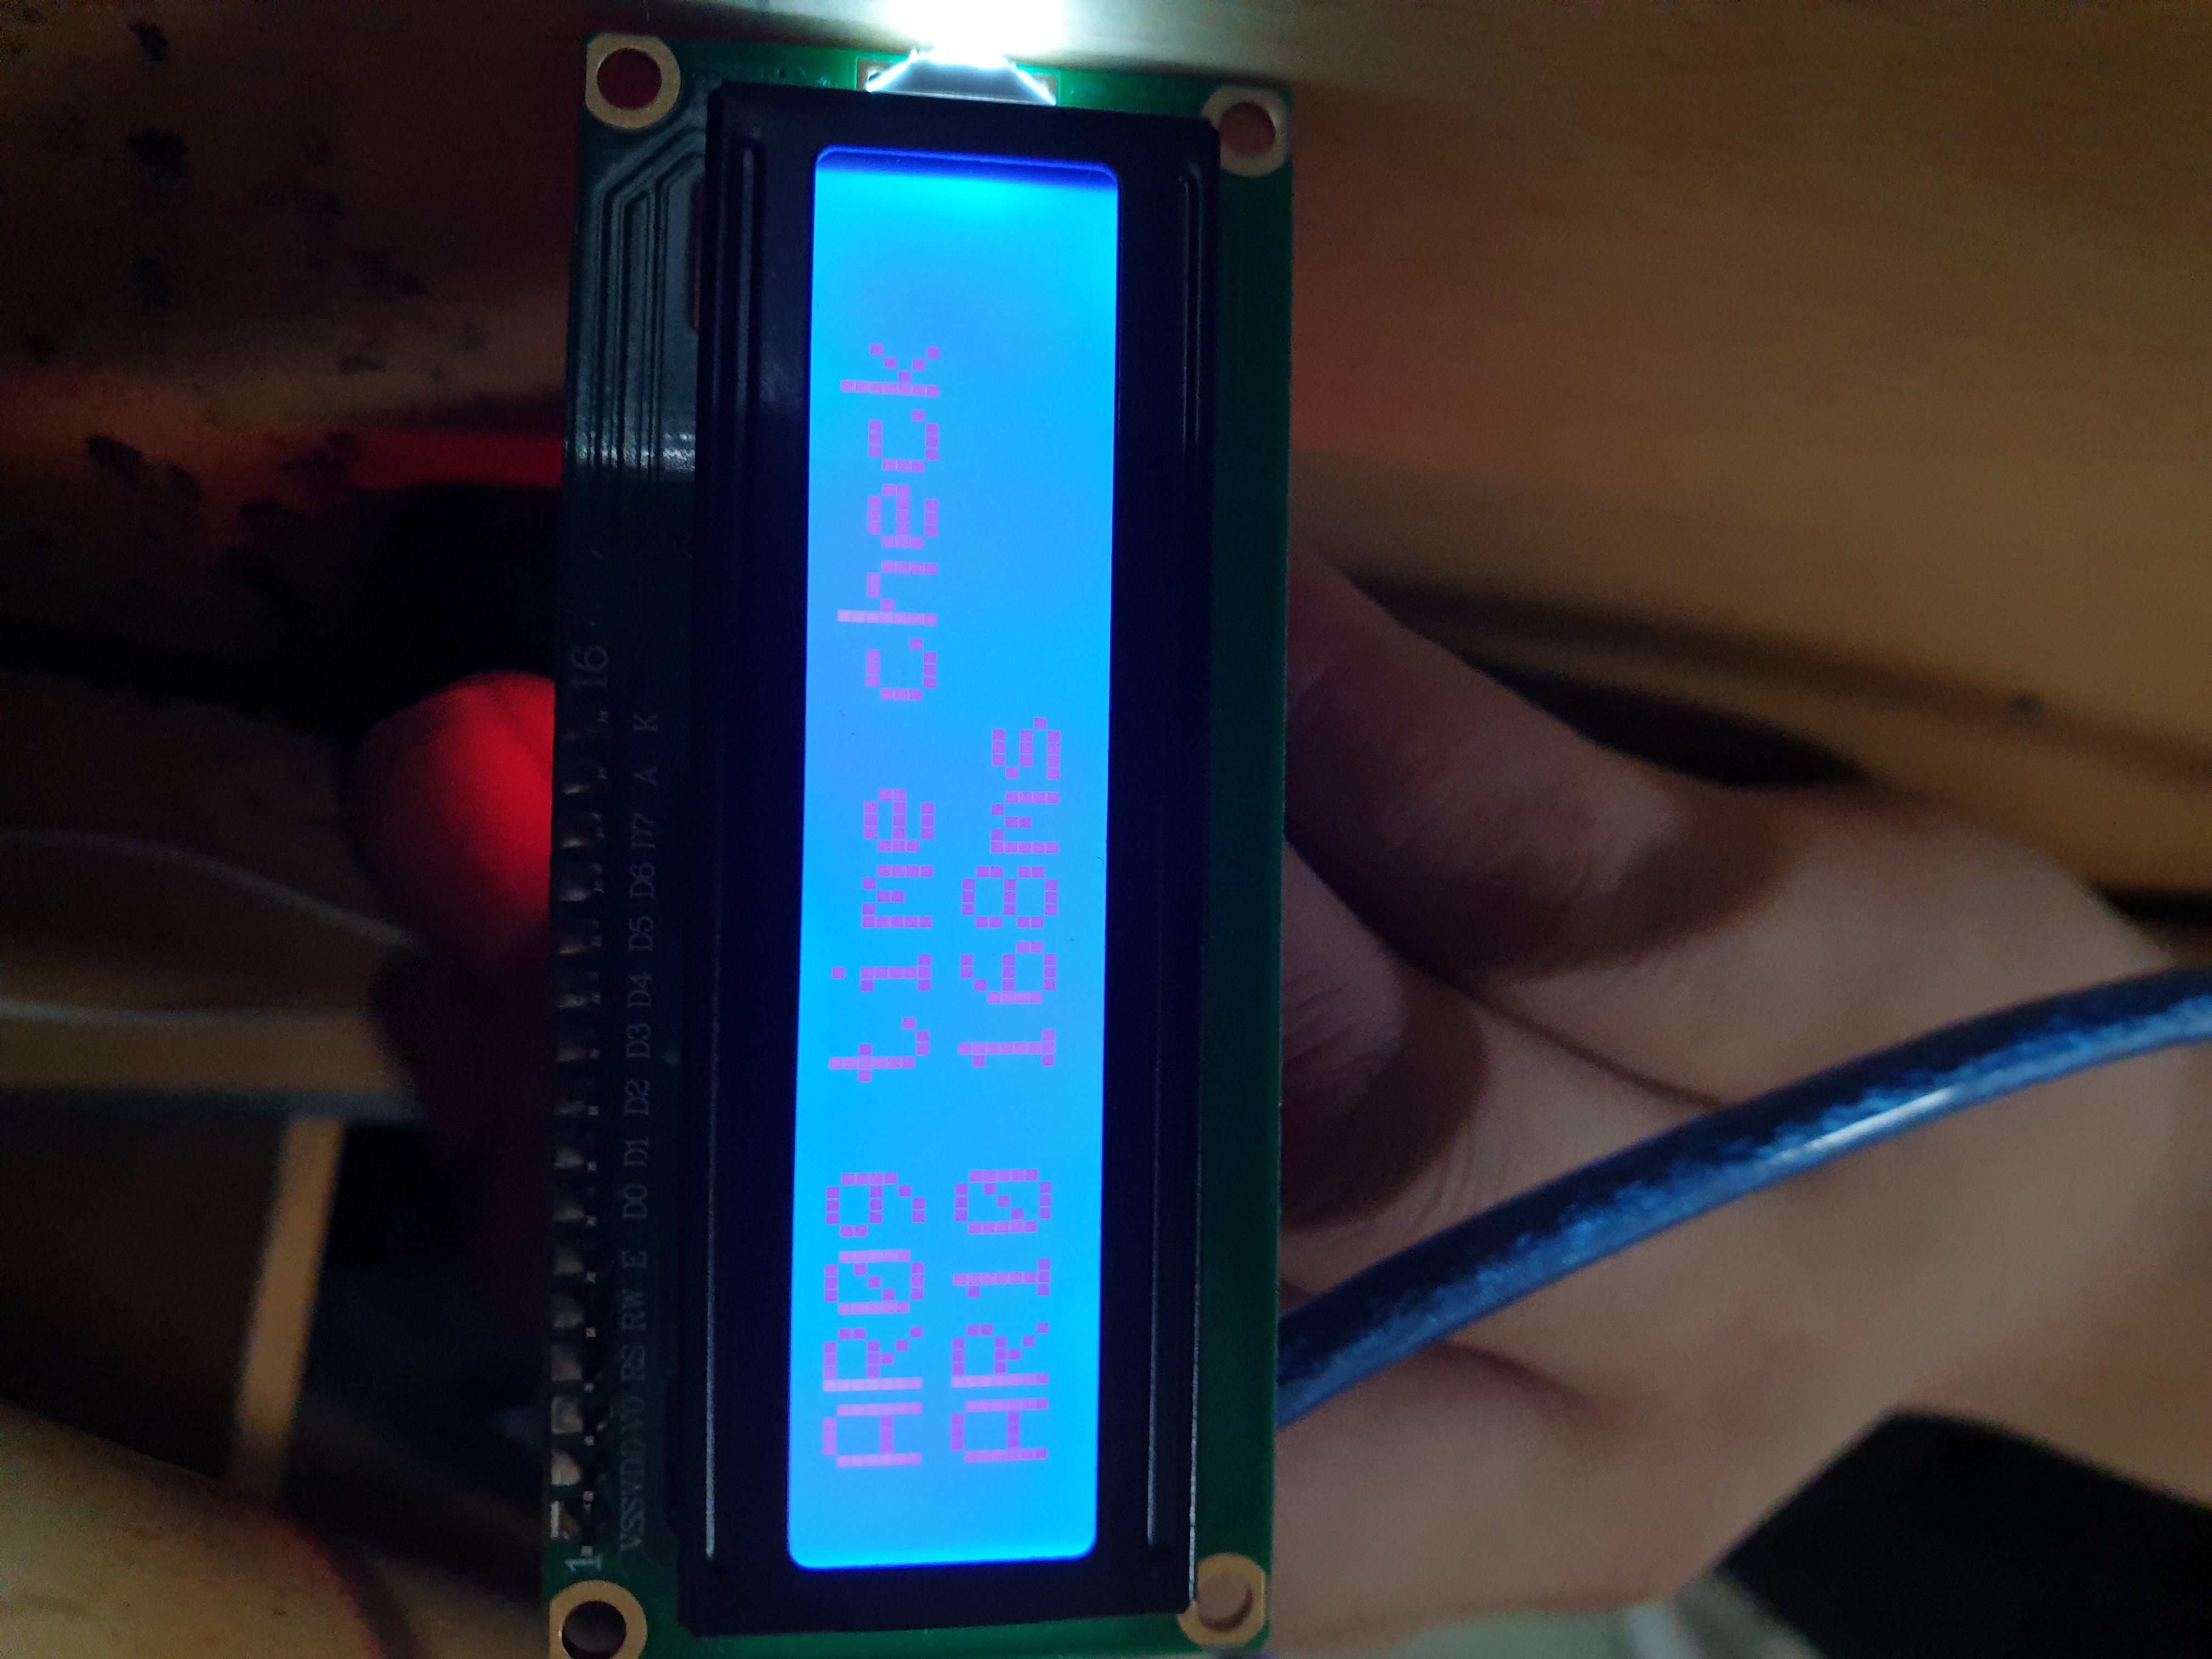 AR09 time check
AR10 168ms
1
VSS VDD V0 RS RW E D0 D1 D2 D3 D4 D5 D6 D7 A K
16